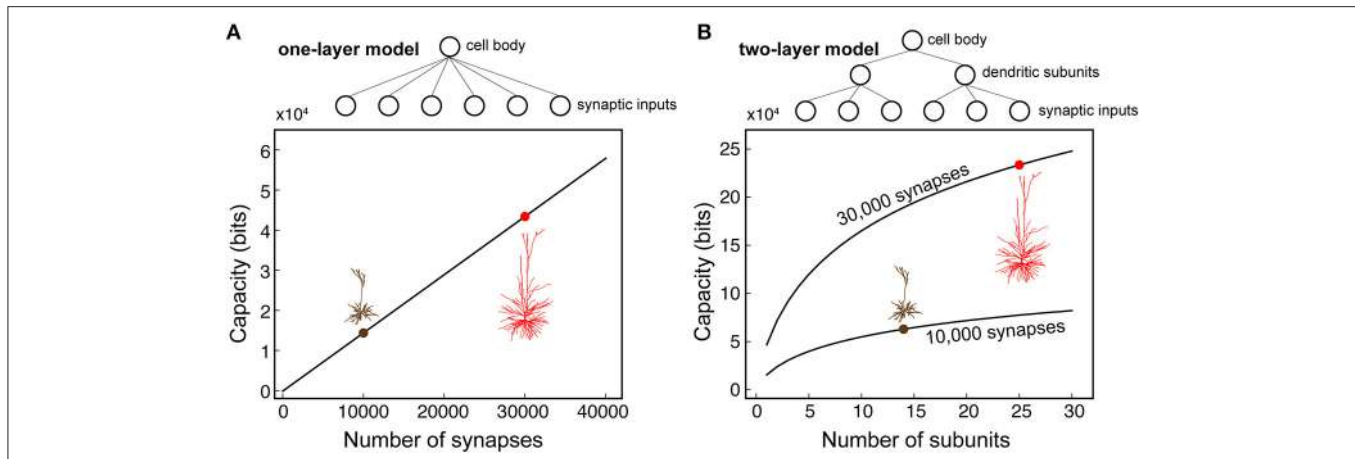 A
one-layer model
cell body
synaptic inputs
x10⁴
6
5
4
3
2
1
0
Capacity (bits)
0 10000 20000 30000 40000
Number of synapses
B
two-layer model
cell body
dendritic subunits
synaptic inputs
x10⁴
25
20
15
10
5
0
Capacity (bits)
30,000 synapses
10,000 synapses
0 5 10 15 20 25 30
Number of subunits